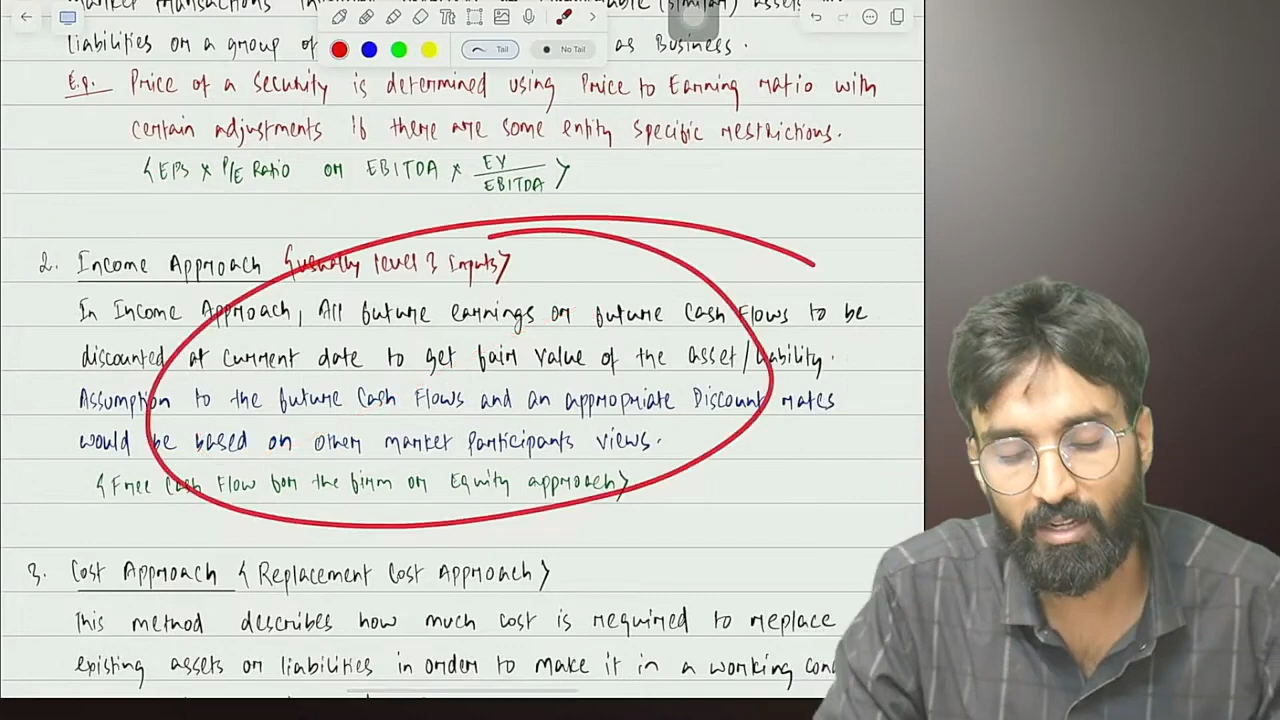 liabilities or a group of as Business.
Tail
No Tail
E.g. Price of a Security is determined using Price to Earning Ratio with
certain adjustments if there are some entity specific restrictions.
{EPS x P/E Ratio or EBITDA x EV/EBITDA}
2. Income Approach {usually level 3 Inputs}
In Income Approach, All future earnings or future Cash Flows to be
discounted at current date to get fair value of the asset/liability.
Assumption to the future Cash Flows and an appropriate Discount rates
would be based on other market participants views.
{Free Cash Flow for the firm or Equity approach}
3. Cost Approach {Replacement Cost Approach}
This method describes how much cost is required to replace
existing assets or liabilities in order to make it in a working